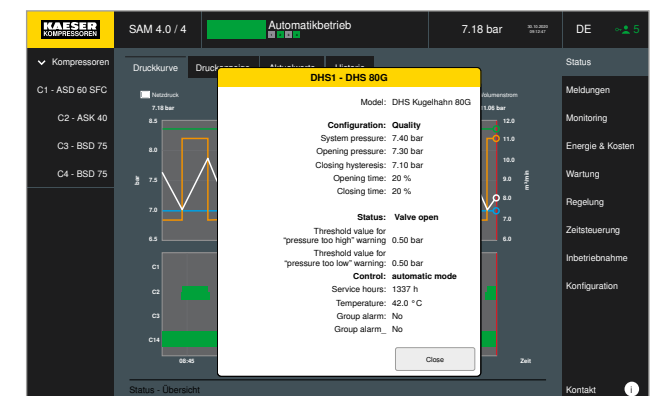 KAESER
KOMPRESSOREN
SAM 4.0 / 4
Automatikbetrieb
7.18 bar
30.10.2023
09:12:47
DE
5
Kompressoren
C1 - ASD 60 SFC
C2 - ASK 40
C3 - BSD 75
C4 - BSD 75
Druckkurve
Netzdruck
7.18 bar
11.06 bar
8.5
8.0
7.5
7.0
6.5
bar
12.0
11.0
10.0
9.0
8.0
7.0
6.0
m³/min
C1
C2
C3
C14
08:45
Zeit
DHS1 - DHS 80G
Model: DHS Kugelhahn 80G
Configuration: Quality
System pressure: 7.40 bar
Opening pressure: 7.30 bar
Closing hysteresis: 7.10 bar
Opening time: 20 %
Closing time: 20 %
Status: Valve open
Threshold value for
"pressure too high" warning 0.50 bar
Threshold value for
"pressure too low" warning: 0.50 bar
Control: automatic mode
Service hours: 1337 h
Temperature: 42.0 °C
Group alarm: No
Group alarm_ No
Close
Status
Meldungen
Monitoring
Energie & Kosten
Wartung
Regelung
Zeitsteuerung
Inbetriebnahme
Konfiguration
Status - Übersicht
Kontakt
i